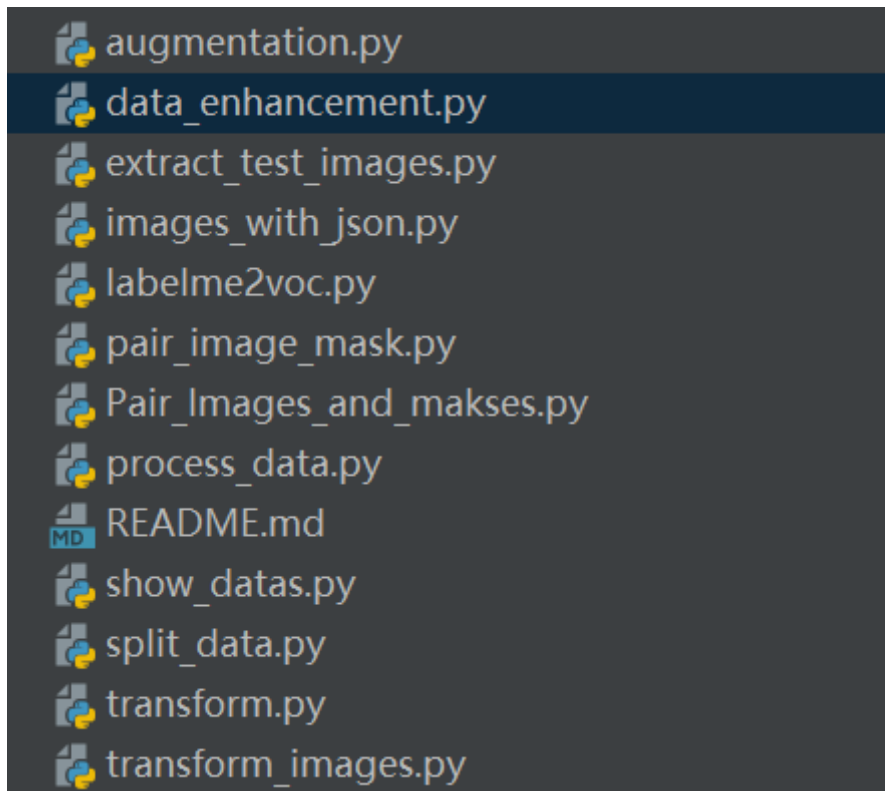 augmentation.py
data_enhancement.py
extract_test_images.py
images_with_json.py
labelme2voc.py
pair_image_mask.py
Pair_Images_and_makses.py
process_data.py
MD README.md
show_datas.py
split_data.py
transform.py
transform_images.py